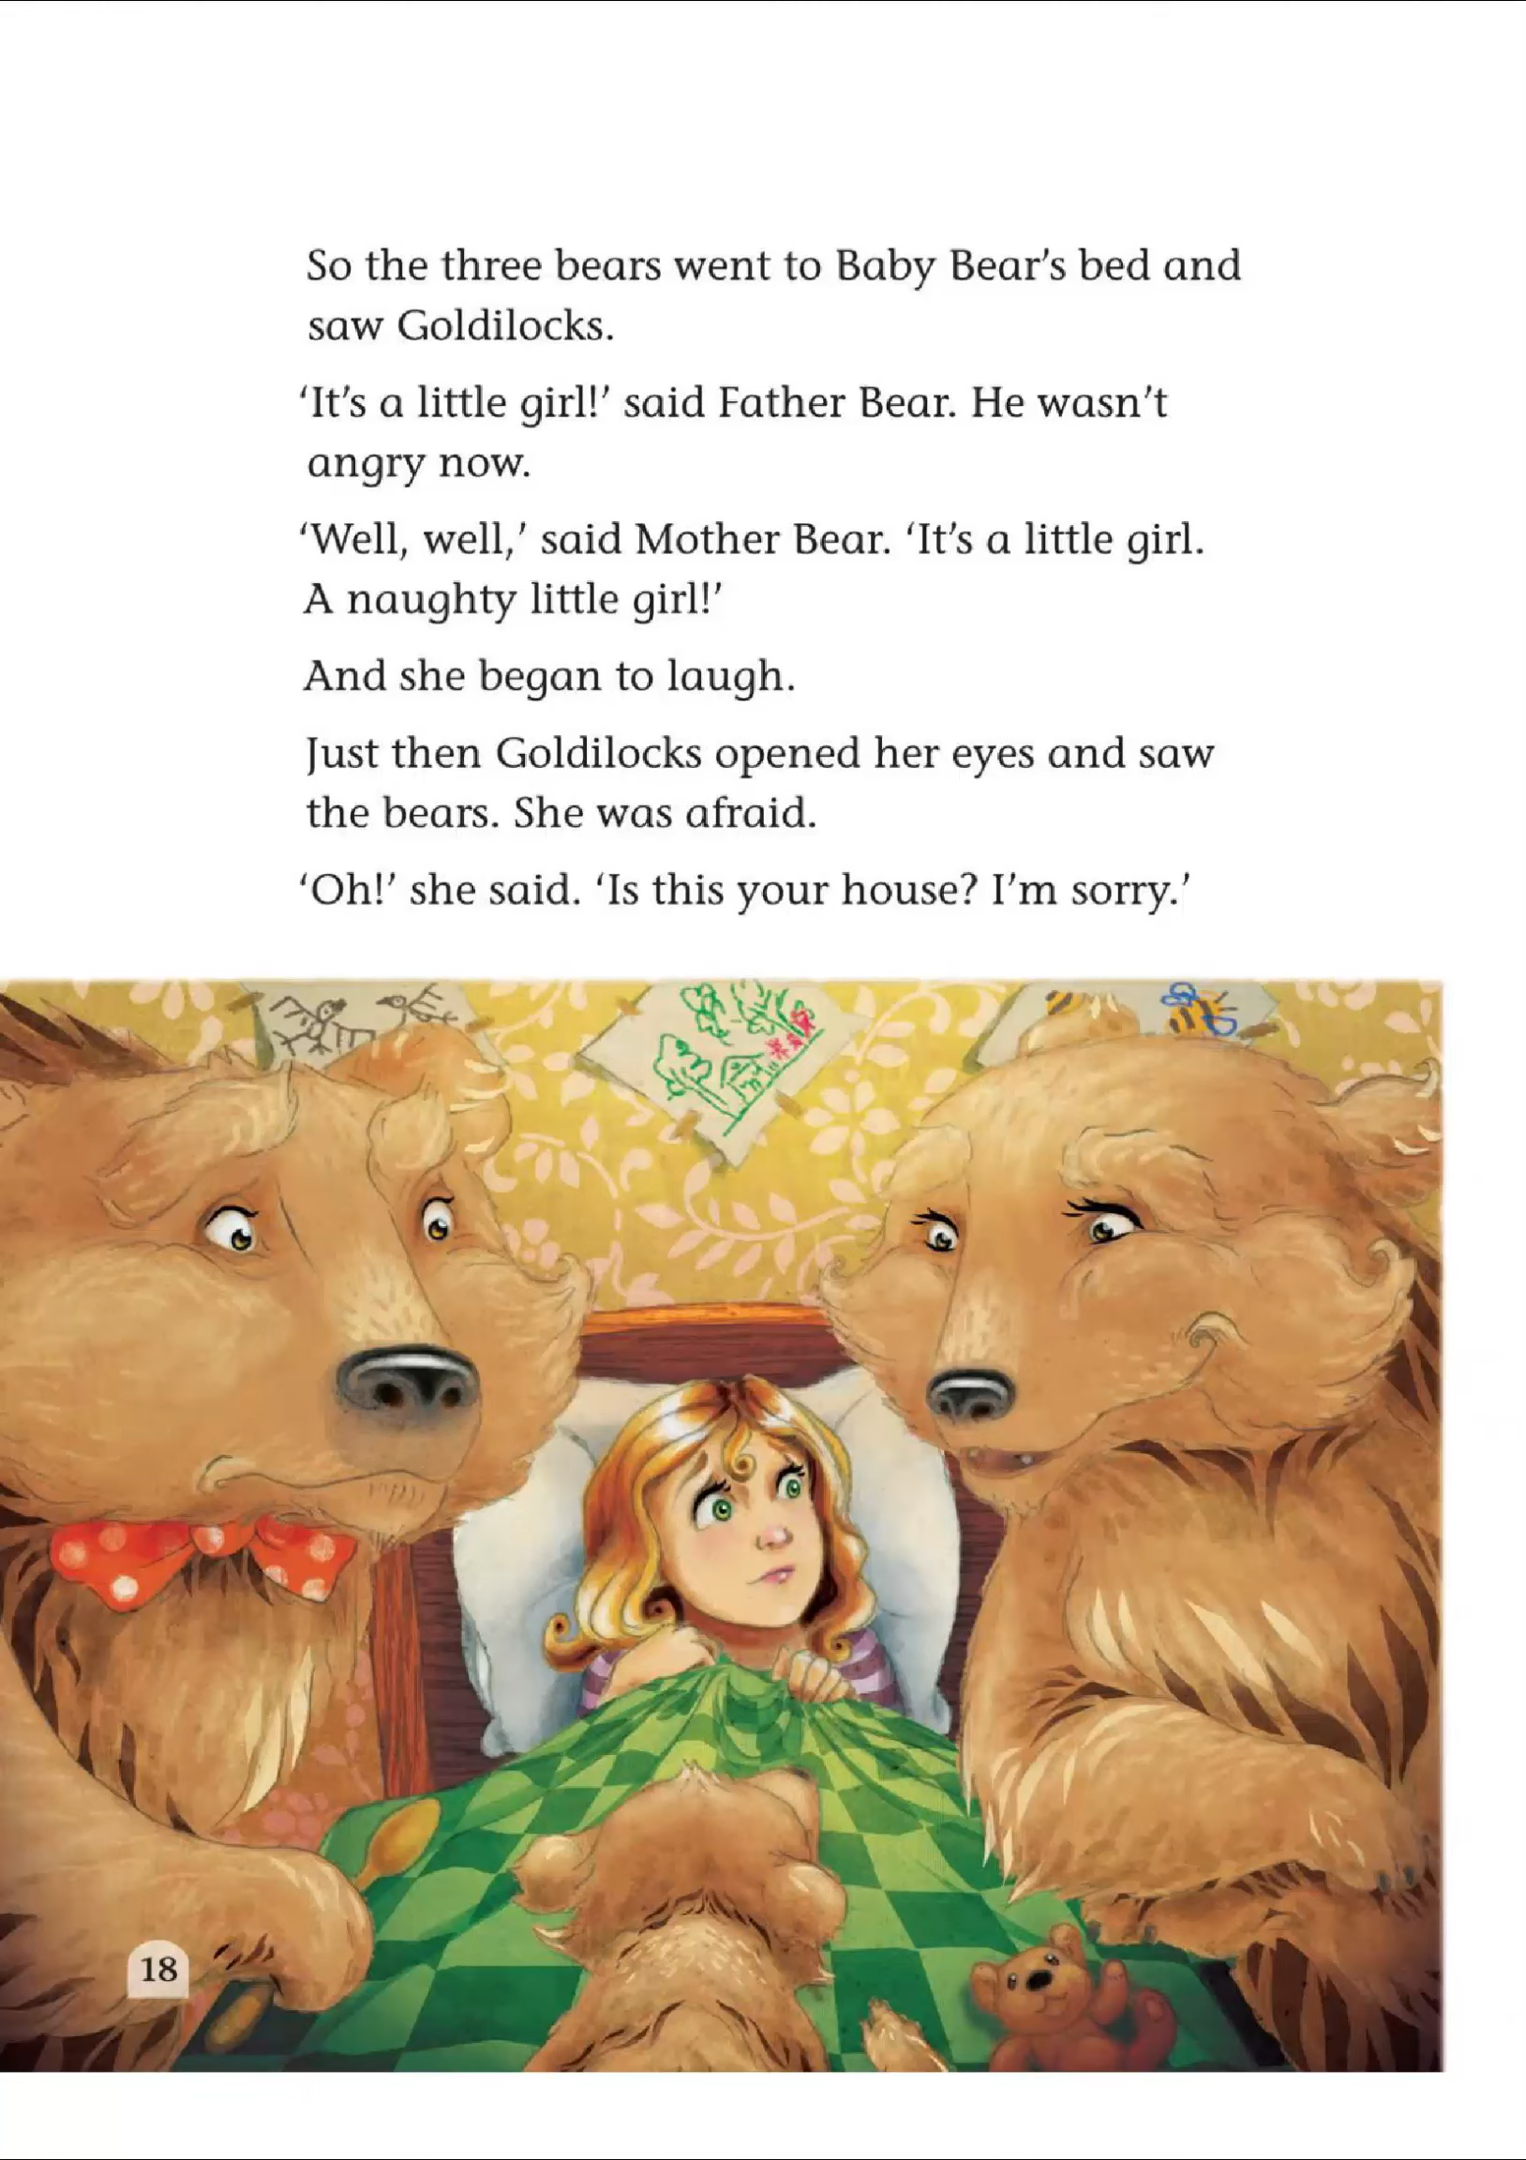 So the three bears went to Baby Bear’s bed and
saw Goldilocks.
‘It’s a little girl!’ said Father Bear. He wasn’t
angry now.
‘Well, well,’ said Mother Bear. ‘It’s a little girl.
A naughty little girl!’
And she began to laugh.
Just then Goldilocks opened her eyes and saw
the bears. She was afraid.
‘Oh!’ she said. ‘Is this your house? I’m sorry.’
18